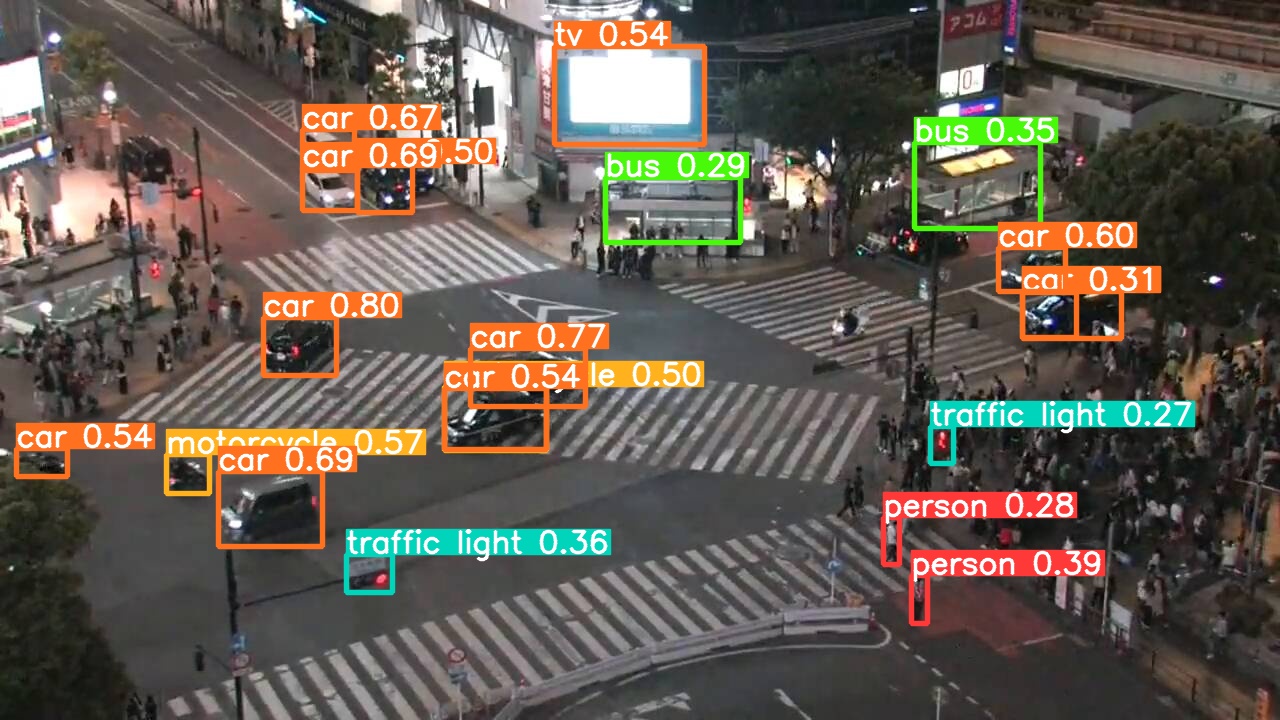 tv 0.54
アコム
car 0.67
bus 0.35
car 0.69
.50
bus 0.29
car 0.60
car 0.31
car 0.80
car 0.77
car 0.54
le 0.50
traffic light 0.27
car 0.54
motorcycle 0.57
car 0.69
person 0.28
traffic light 0.36
person 0.39